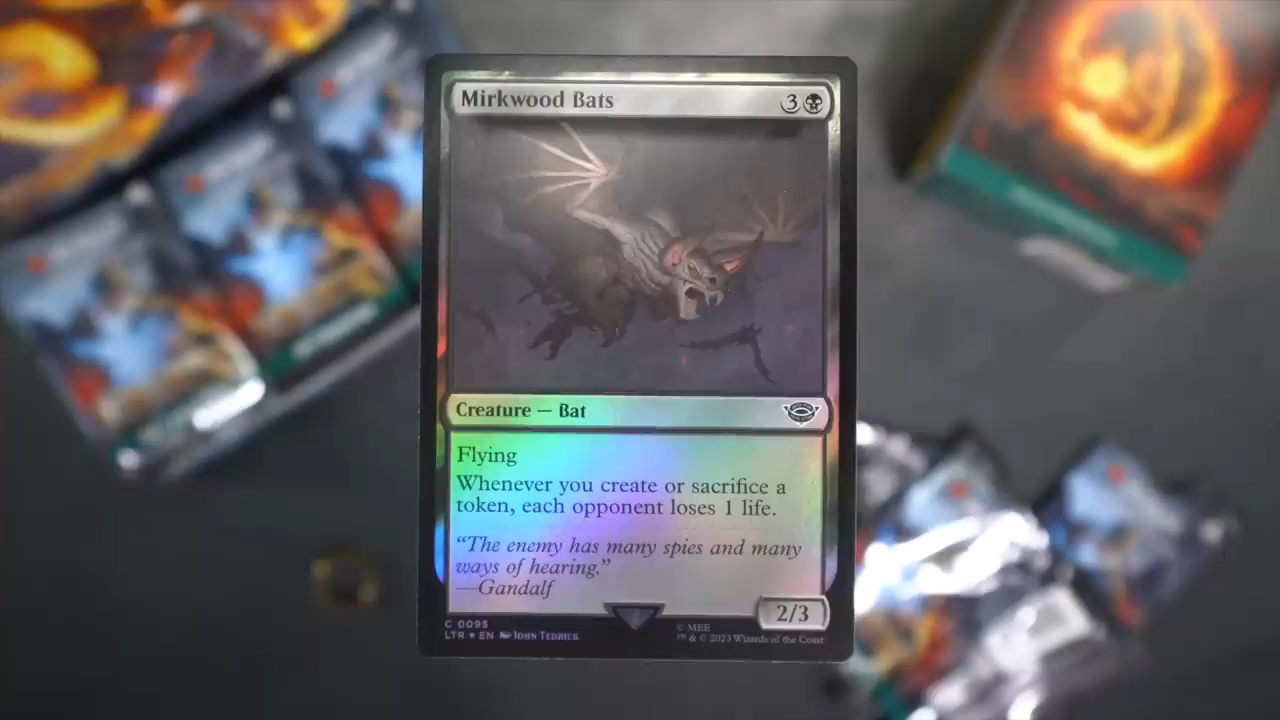 Mirkwood Bats 3
Creature — Bat
Flying
Whenever you create or sacrifice a
token, each opponent loses 1 life.
“The enemy has many spies and many
ways of hearing.”
—Gandalf
2/3
C 0095
LTR ★ EN John Tedrick
© MEE
™ & © 2023 Wizards of the Coast